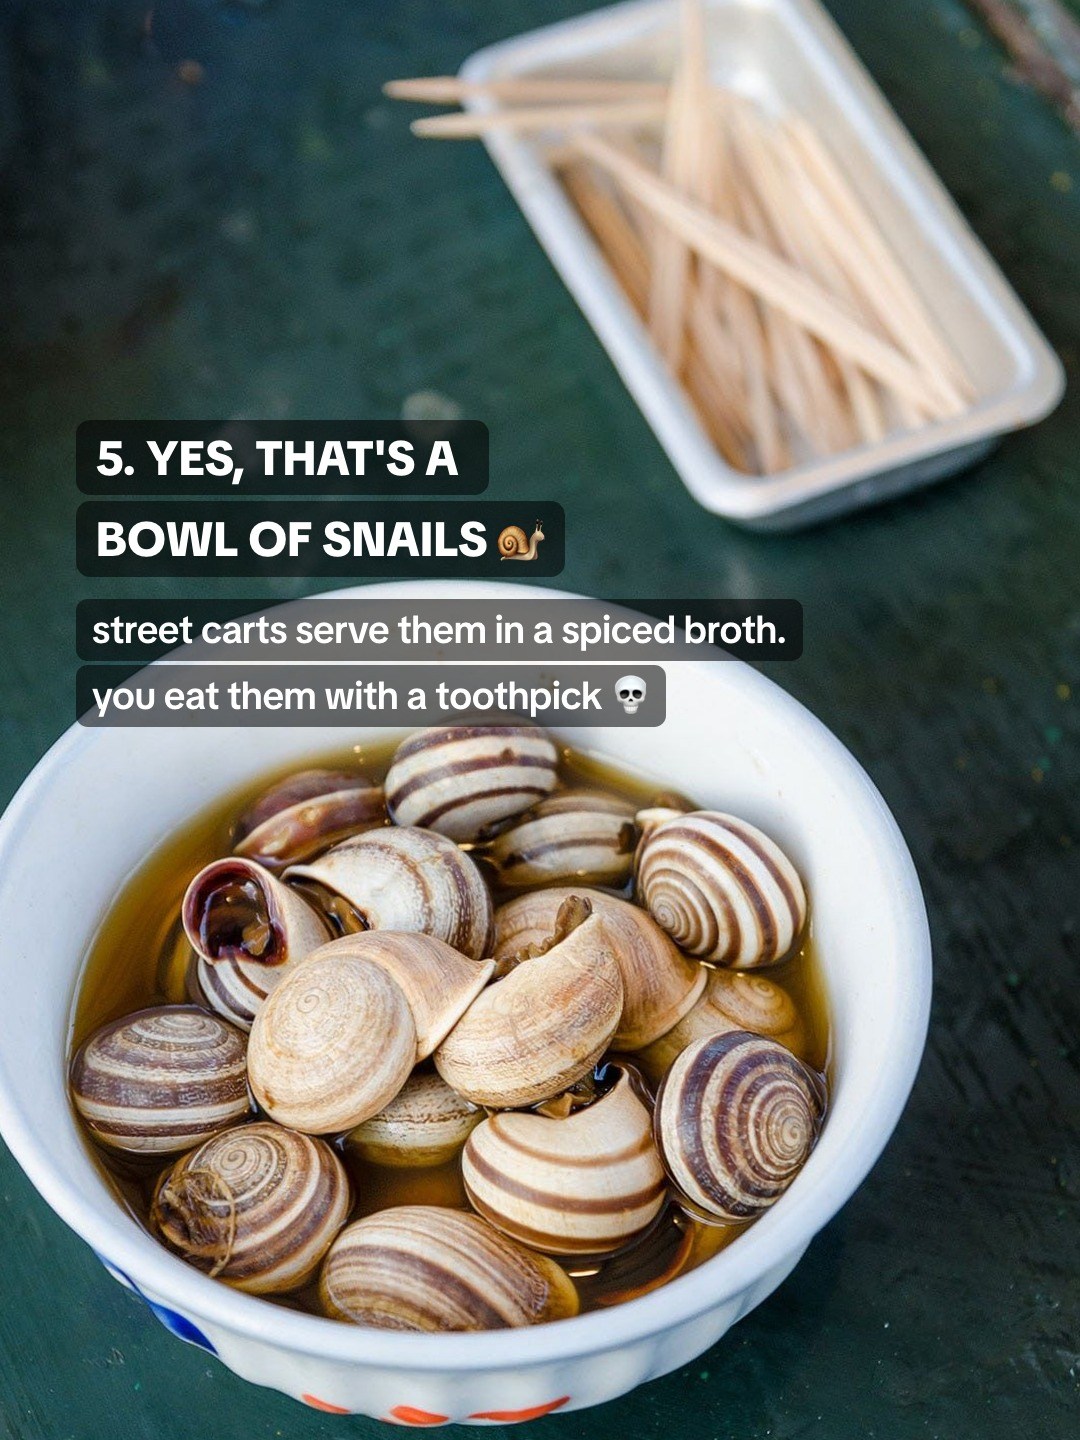 5. YES, THAT'S A
BOWL OF SNAILS 🐌
street carts serve them in a spiced broth.
you eat them with a toothpick 💀